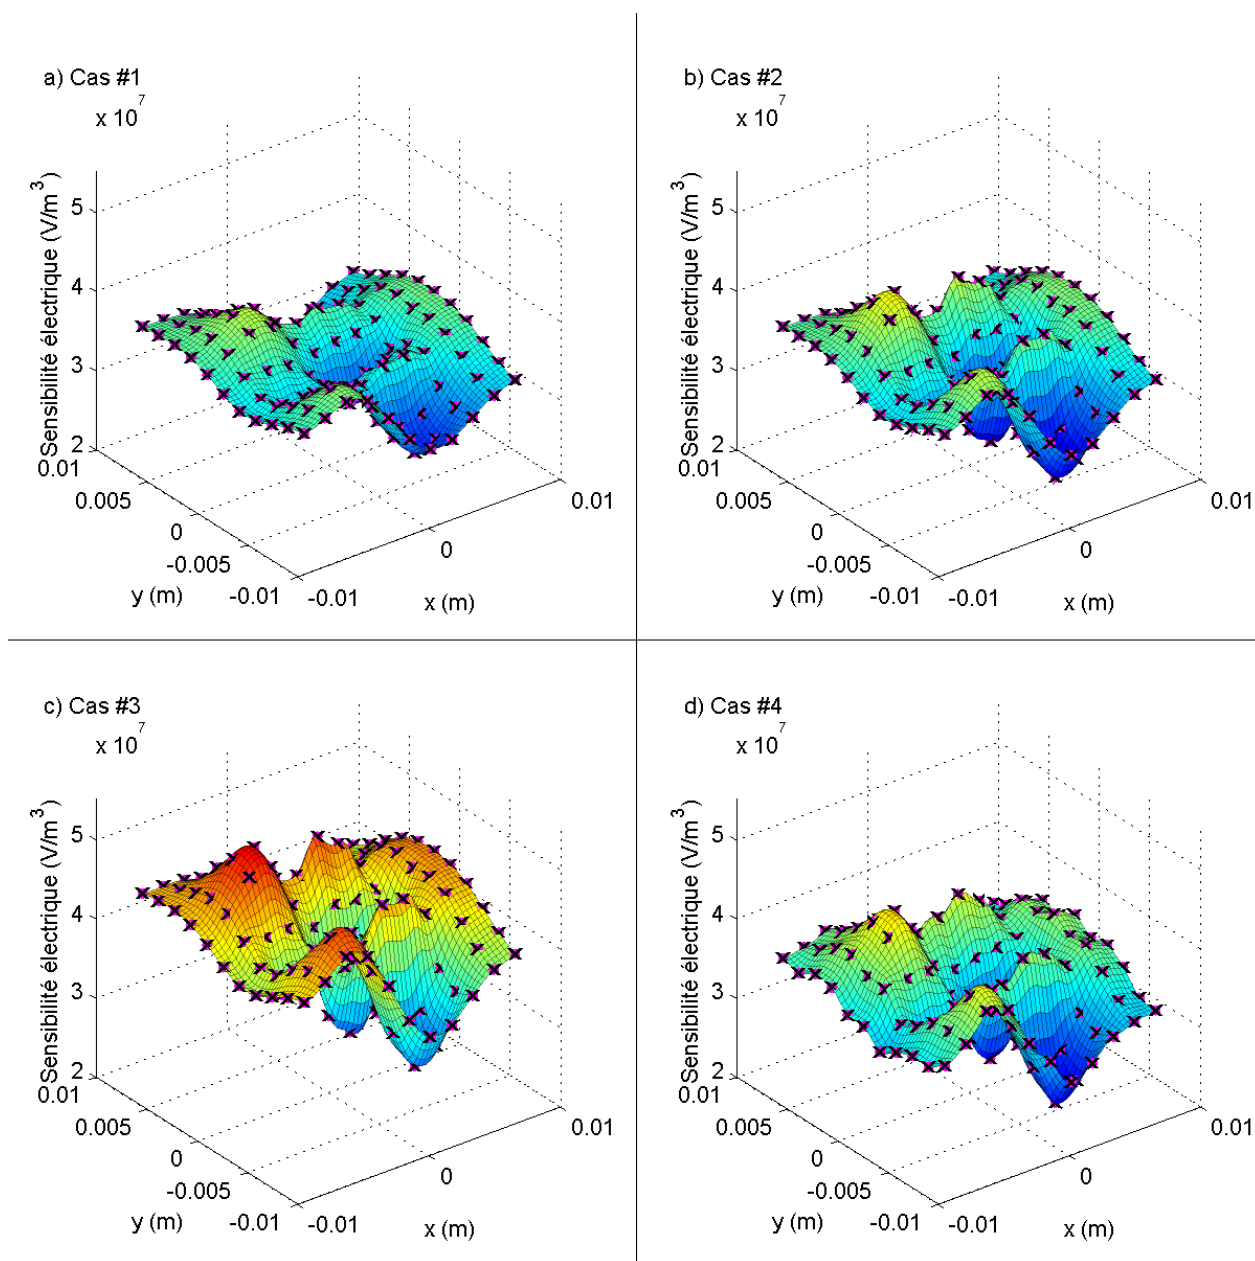 a) Cas #1
x 10^7
Sensibilité électrique (V/m^3)
5
4
3
2
0.01
0.005
0
-0.005
-0.01
y (m)
-0.01
0
0.01
x (m)
b) Cas #2
x 10^7
Sensibilité électrique (V/m^3)
5
4
3
2
0.01
0.005
0
-0.005
-0.01
y (m)
-0.01
0
0.01
x (m)
c) Cas #3
x 10^7
Sensibilité électrique (V/m^3)
5
4
3
2
0.01
0.005
0
-0.005
-0.01
y (m)
-0.01
0
0.01
x (m)
d) Cas #4
x 10^7
Sensibilité électrique (V/m^3)
5
4
3
2
0.01
0.005
0
-0.005
-0.01
y (m)
-0.01
0
0.01
x (m)